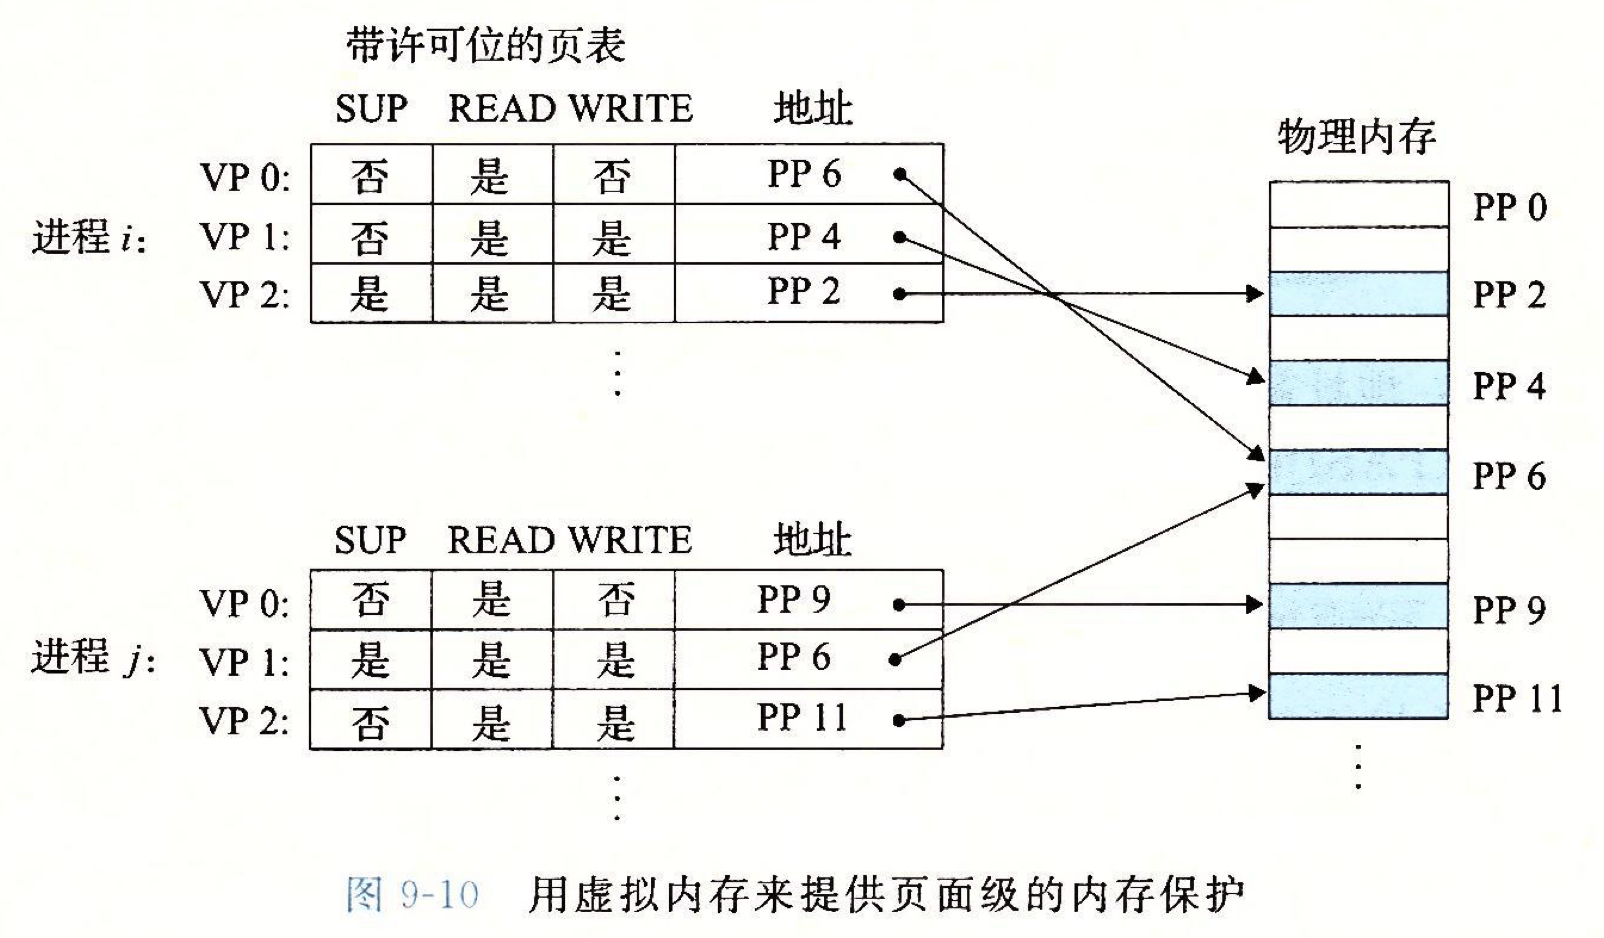 带许可位的页表
SUP READ WRITE 地址
物理内存
进程 i:
VP 0: 否 是 否 PP 6
VP 1: 否 是 是 PP 4
VP 2: 是 是 是 PP 2
PP 0
PP 2
PP 4
PP 6
PP 9
PP 11
SUP READ WRITE 地址
进程 j:
VP 0: 否 是 否 PP 9
VP 1: 是 是 是 PP 6
VP 2: 否 是 是 PP 11
图 9-10 用虚拟内存来提供页面级的内存保护